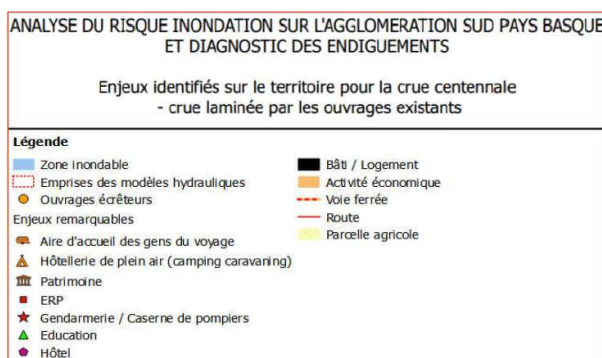 ANALYSE DU RISQUE INONDATION SUR L'AGGLOMERATION SUD PAYS BASQUE
ET DIAGNOSTIC DES ENDIGUEMENTS
Enjeux identifiés sur le territoire pour la crue centennale
- crue laminée par les ouvrages existants
Légende
Zone inondable
Emprises des modèles hydrauliques
Ouvrages écrêteurs
Enjeux remarquables
Aire d'accueil des gens du voyage
Hôtellerie de plein air (camping caravaning)
Patrimoine
ERP
Gendarmerie / Caserne de pompiers
Education
Hôtel
Bâti / Logement
Activité économique
Voie ferrée
Route
Parcelle agricole